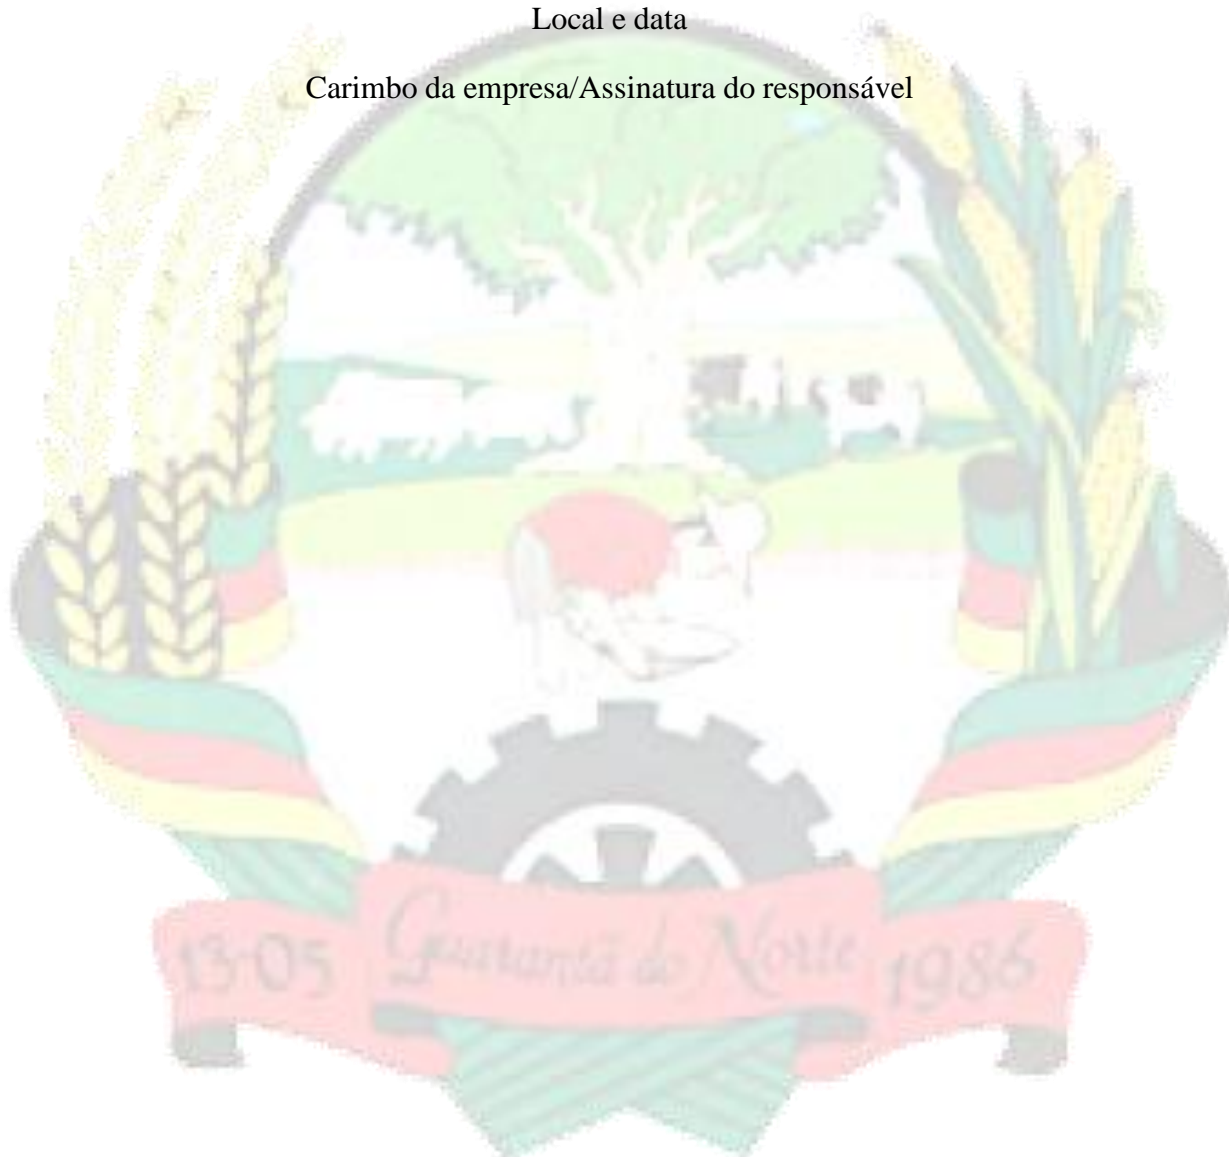 Local e data
Carimbo da empresa/Assinatura do responsável
13-05 Guarantã do Norte 1986